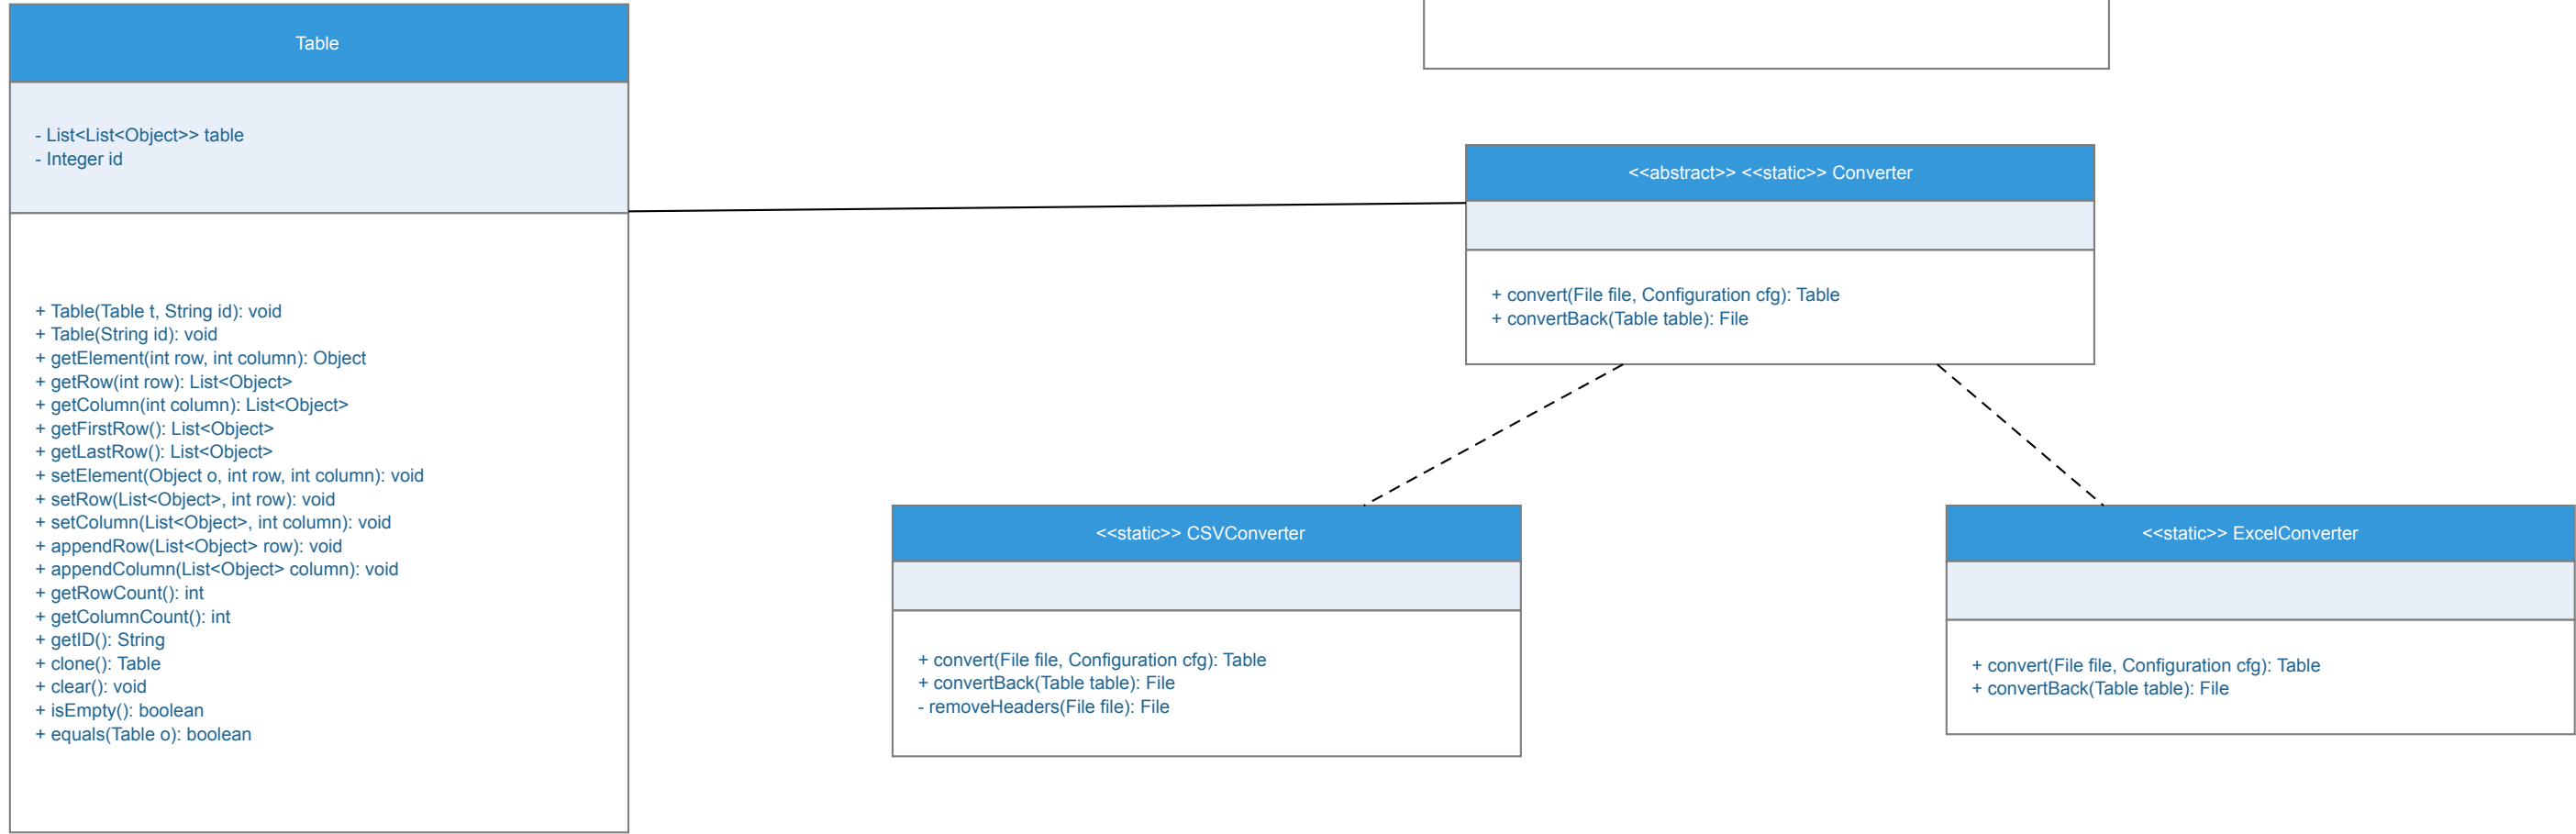 Table
- List<List<Object>> table
- Integer id
+ Table(Table t, String id): void
+ Table(String id): void
+ getElement(int row, int column): Object
+ getRow(int row): List<Object>
+ getColumn(int column): List<Object>
+ getFirstRow(): List<Object>
+ getLastRow(): List<Object>
+ setElement(Object o, int row, int column): void
+ setRow(List<Object>, int row): void
+ setColumn(List<Object>, int column): void
+ appendRow(List<Object> row): void
+ appendColumn(List<Object> column): void
+ getRowCount(): int
+ getColumnCount(): int
+ getID(): String
+ clone(): Table
+ clear(): void
+ isEmpty(): boolean
+ equals(Table o): boolean
<<abstract>> <<static>> Converter
+ convert(File file, Configuration cfg): Table
+ convertBack(Table table): File
<<static>> CSVConverter
+ convert(File file, Configuration cfg): Table
+ convertBack(Table table): File
- removeHeaders(File file): File
<<static>> ExcelConverter
+ convert(File file, Configuration cfg): Table
+ convertBack(Table table): File